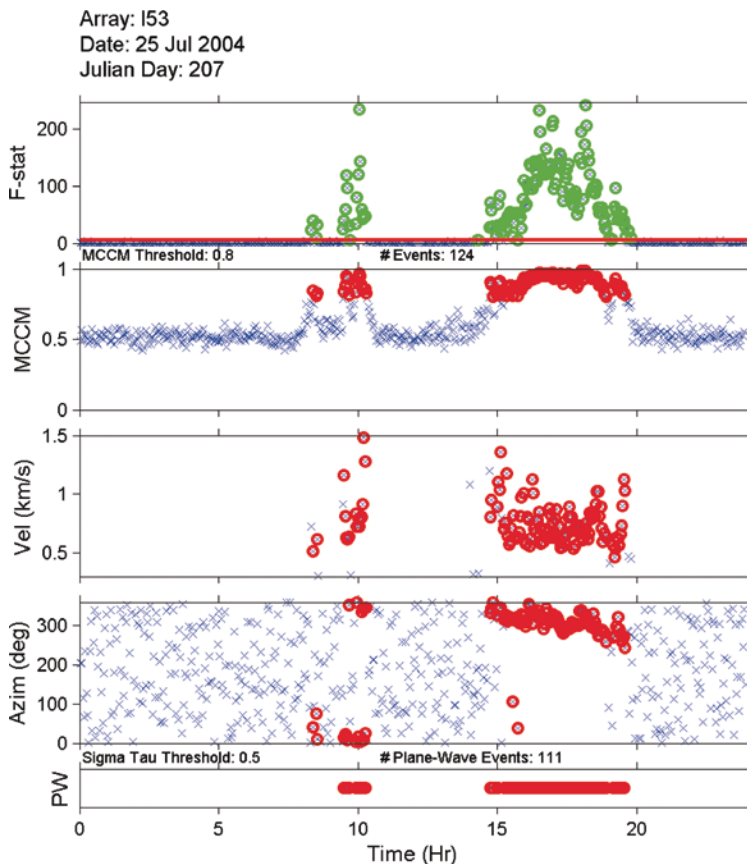 Array: I53
Date: 25 Jul 2004
Julian Day: 207
F-stat
200
100
0
MCCM Threshold: 0.8 # Events: 124
MCCM
1
0.5
0
Vel (km/s)
1.5
1
0.5
Azim (deg)
300
200
100
0
Sigma Tau Threshold: 0.5 # Plane-Wave Events: 111
PW
0 5 10 15 20
Time (Hr)